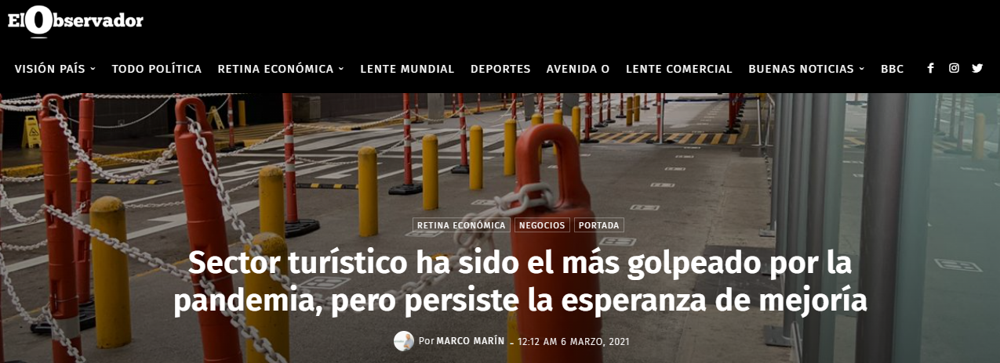 El Observador
VISIÓN PAÍS TODO POLÍTICA RETINA ECONÓMICA LENTE MUNDIAL DEPORTES AVENIDA O LENTE COMERCIAL BUENAS NOTICIAS BBC
RETINA ECONÓMICA NEGOCIOS PORTADA
Sector turístico ha sido el más golpeado por la
pandemia, pero persiste la esperanza de mejoría
Por MARCO MARÍN - 12:12 AM 6 MARZO, 2021